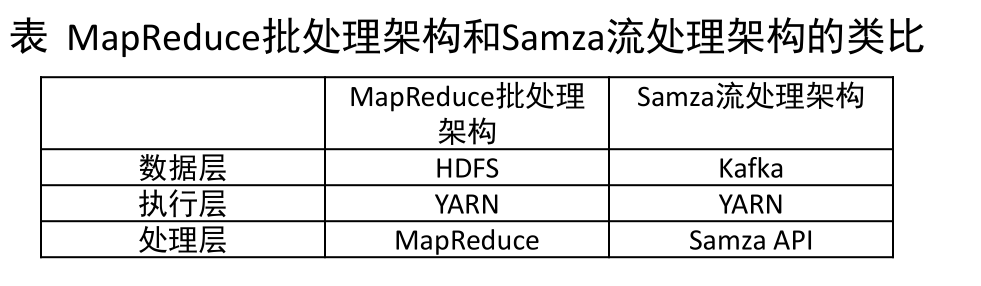 表 MapReduce批处理架构和Samza流处理架构的类比
MapReduce批处理 Samza流处理架构
架构
数据层 HDFS Kafka
执行层 YARN YARN
处理层 MapReduce Samza API